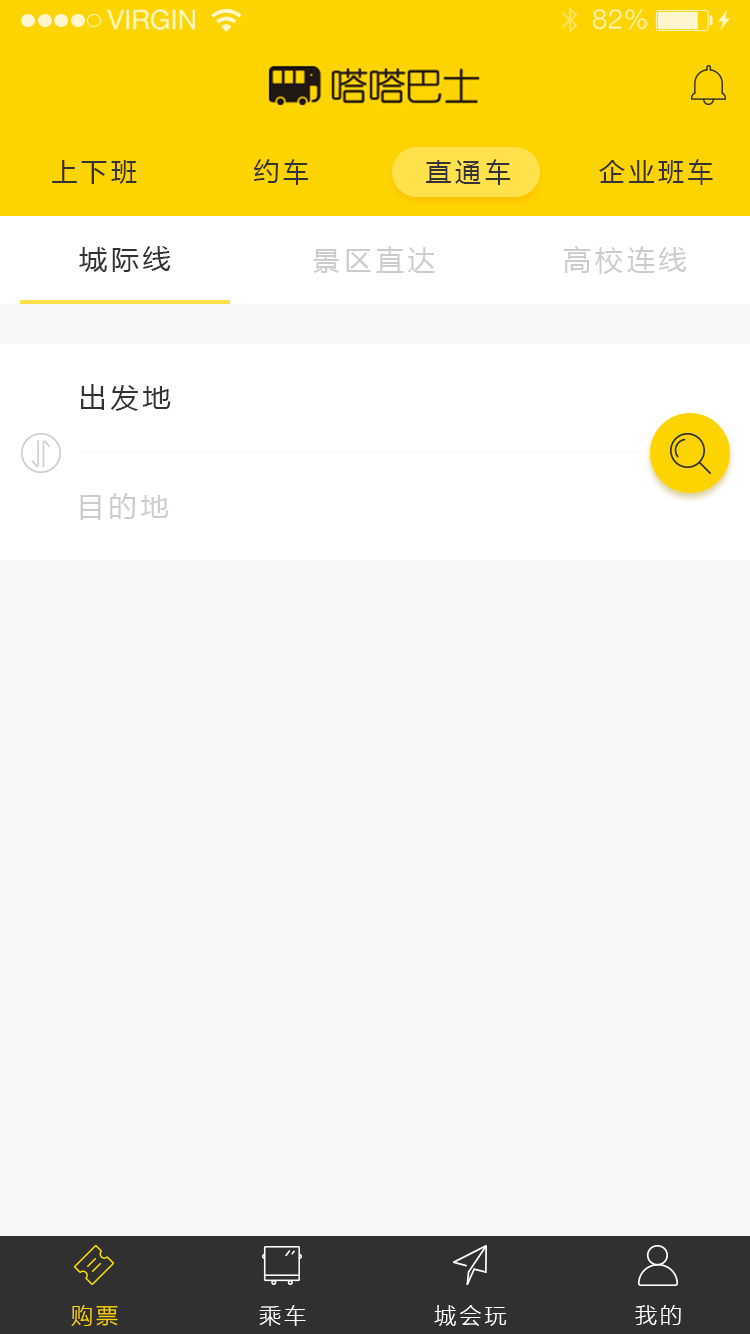 VIRGIN 82%
嗒嗒巴士
上下班 约车 直通车 企业班车
城际线 景区直达 高校连线
出发地
目的地
购票 乘车 城会玩 我的